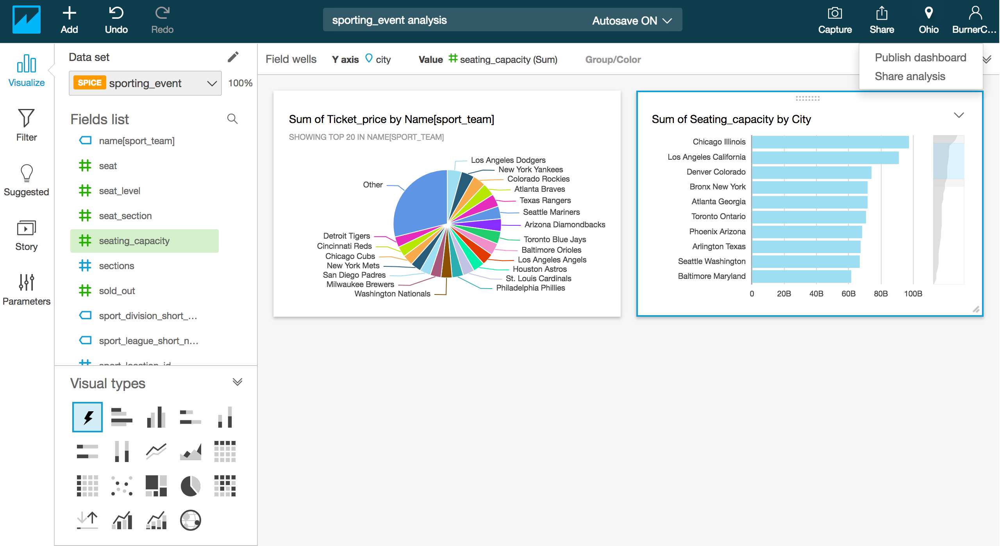 Add
Undo
Redo
sporting_event analysis
Autosave ON
Capture
Share
Ohio
BurnerC...
Publish dashboard
Share analysis
Visualize
Filter
Suggested
Story
Parameters
Data set
SPICE sporting_event 100%
Fields list
name[sport_team]
seat
seat_level
seat_section
seating_capacity
sections
sold_out
sport_division_short_...
sport_league_short_n...
sport_location_id
Visual types
Field wells
Y axis city
Value seating_capacity (Sum)
Group/Color
Sum of Ticket_price by Name[sport_team]
SHOWING TOP 20 IN NAME[SPORT_TEAM]
Los Angeles Dodgers
New York Yankees
Colorado Rockies
Atlanta Braves
Texas Rangers
Seattle Mariners
Arizona Diamondbacks
Toronto Blue Jays
Baltimore Orioles
Los Angeles Angels
Houston Astros
St. Louis Cardinals
Philadelphia Phillies
Washington Nationals
Milwaukee Brewers
San Diego Padres
New York Mets
Chicago Cubs
Cincinnati Reds
Detroit Tigers
Other
Sum of Seating_capacity by City
Chicago Illinois
Los Angeles California
Denver Colorado
Bronx New York
Atlanta Georgia
Toronto Ontario
Phoenix Arizona
Arlington Texas
Seattle Washington
Baltimore Maryland
0 20B 40B 60B 80B 100B